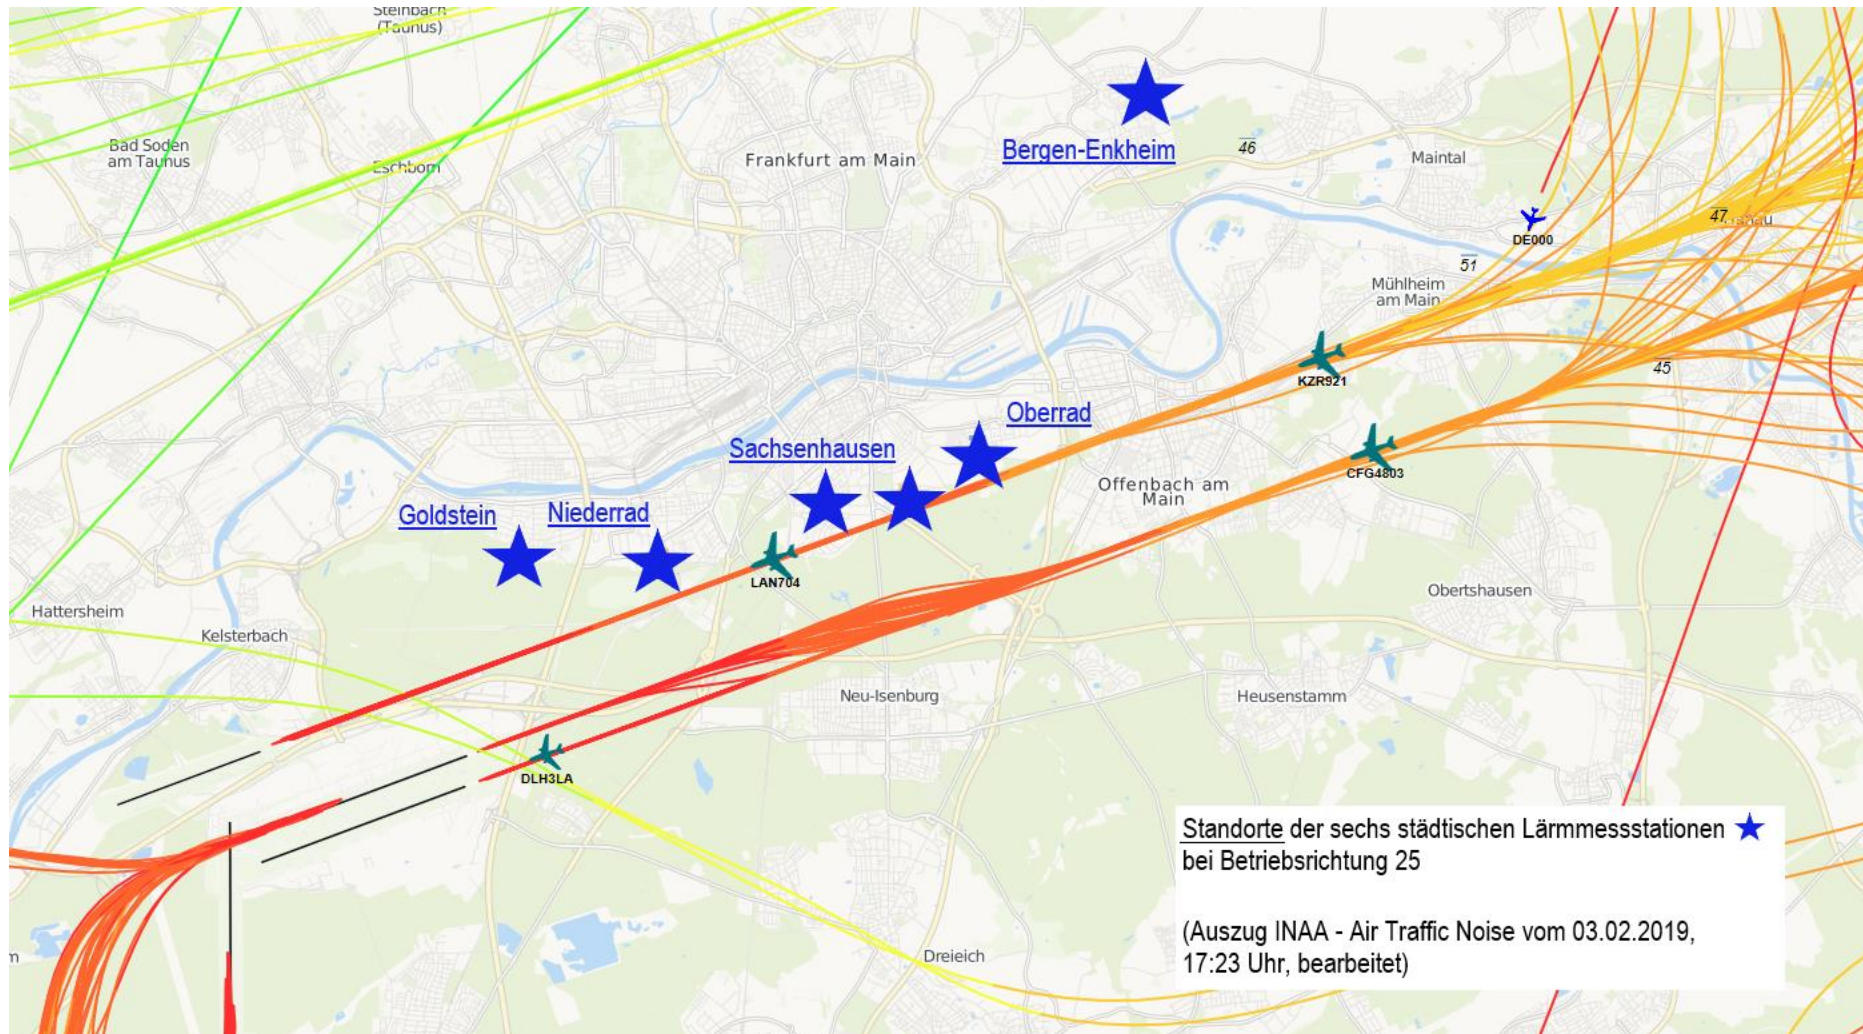 Steinbach
(Taunus)
Bad Soden
am Taunus
Eschborn
Frankfurt am Main
Bergen-Enkheim
46
Maintal
47
DE000
51
Mühlheim
am Main
KZR921
45
Oberrad
Sachsenhausen
CFG4803
Offenbach am
Main
Goldstein
Niederrad
LAN704
Hattersheim
Kelsterbach
Obertshausen
Neu-Isenburg
Heusenstamm
DLH3LA
Standorte der sechs städtischen Lärmmessstationen
bei Betriebsrichtung 25
(Auszug INAA - Air Traffic Noise vom 03.02.2019,
17:23 Uhr, bearbeitet)
Dreieich